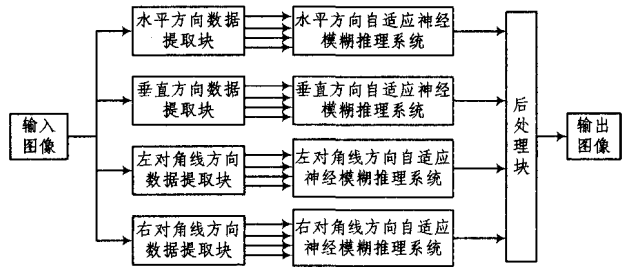 输入
图像
水平方向数据
提取块
水平方向自适应神经
模糊推理系统
垂直方向数据
提取块
垂直方向自适应神经
模糊推理系统
左对角线方向
数据提取块
左对角线方向自适应
神经模糊推理系统
右对角线方向
数据提取块
右对角线方向自适应
神经模糊推理系统
后处理块
输出
图像